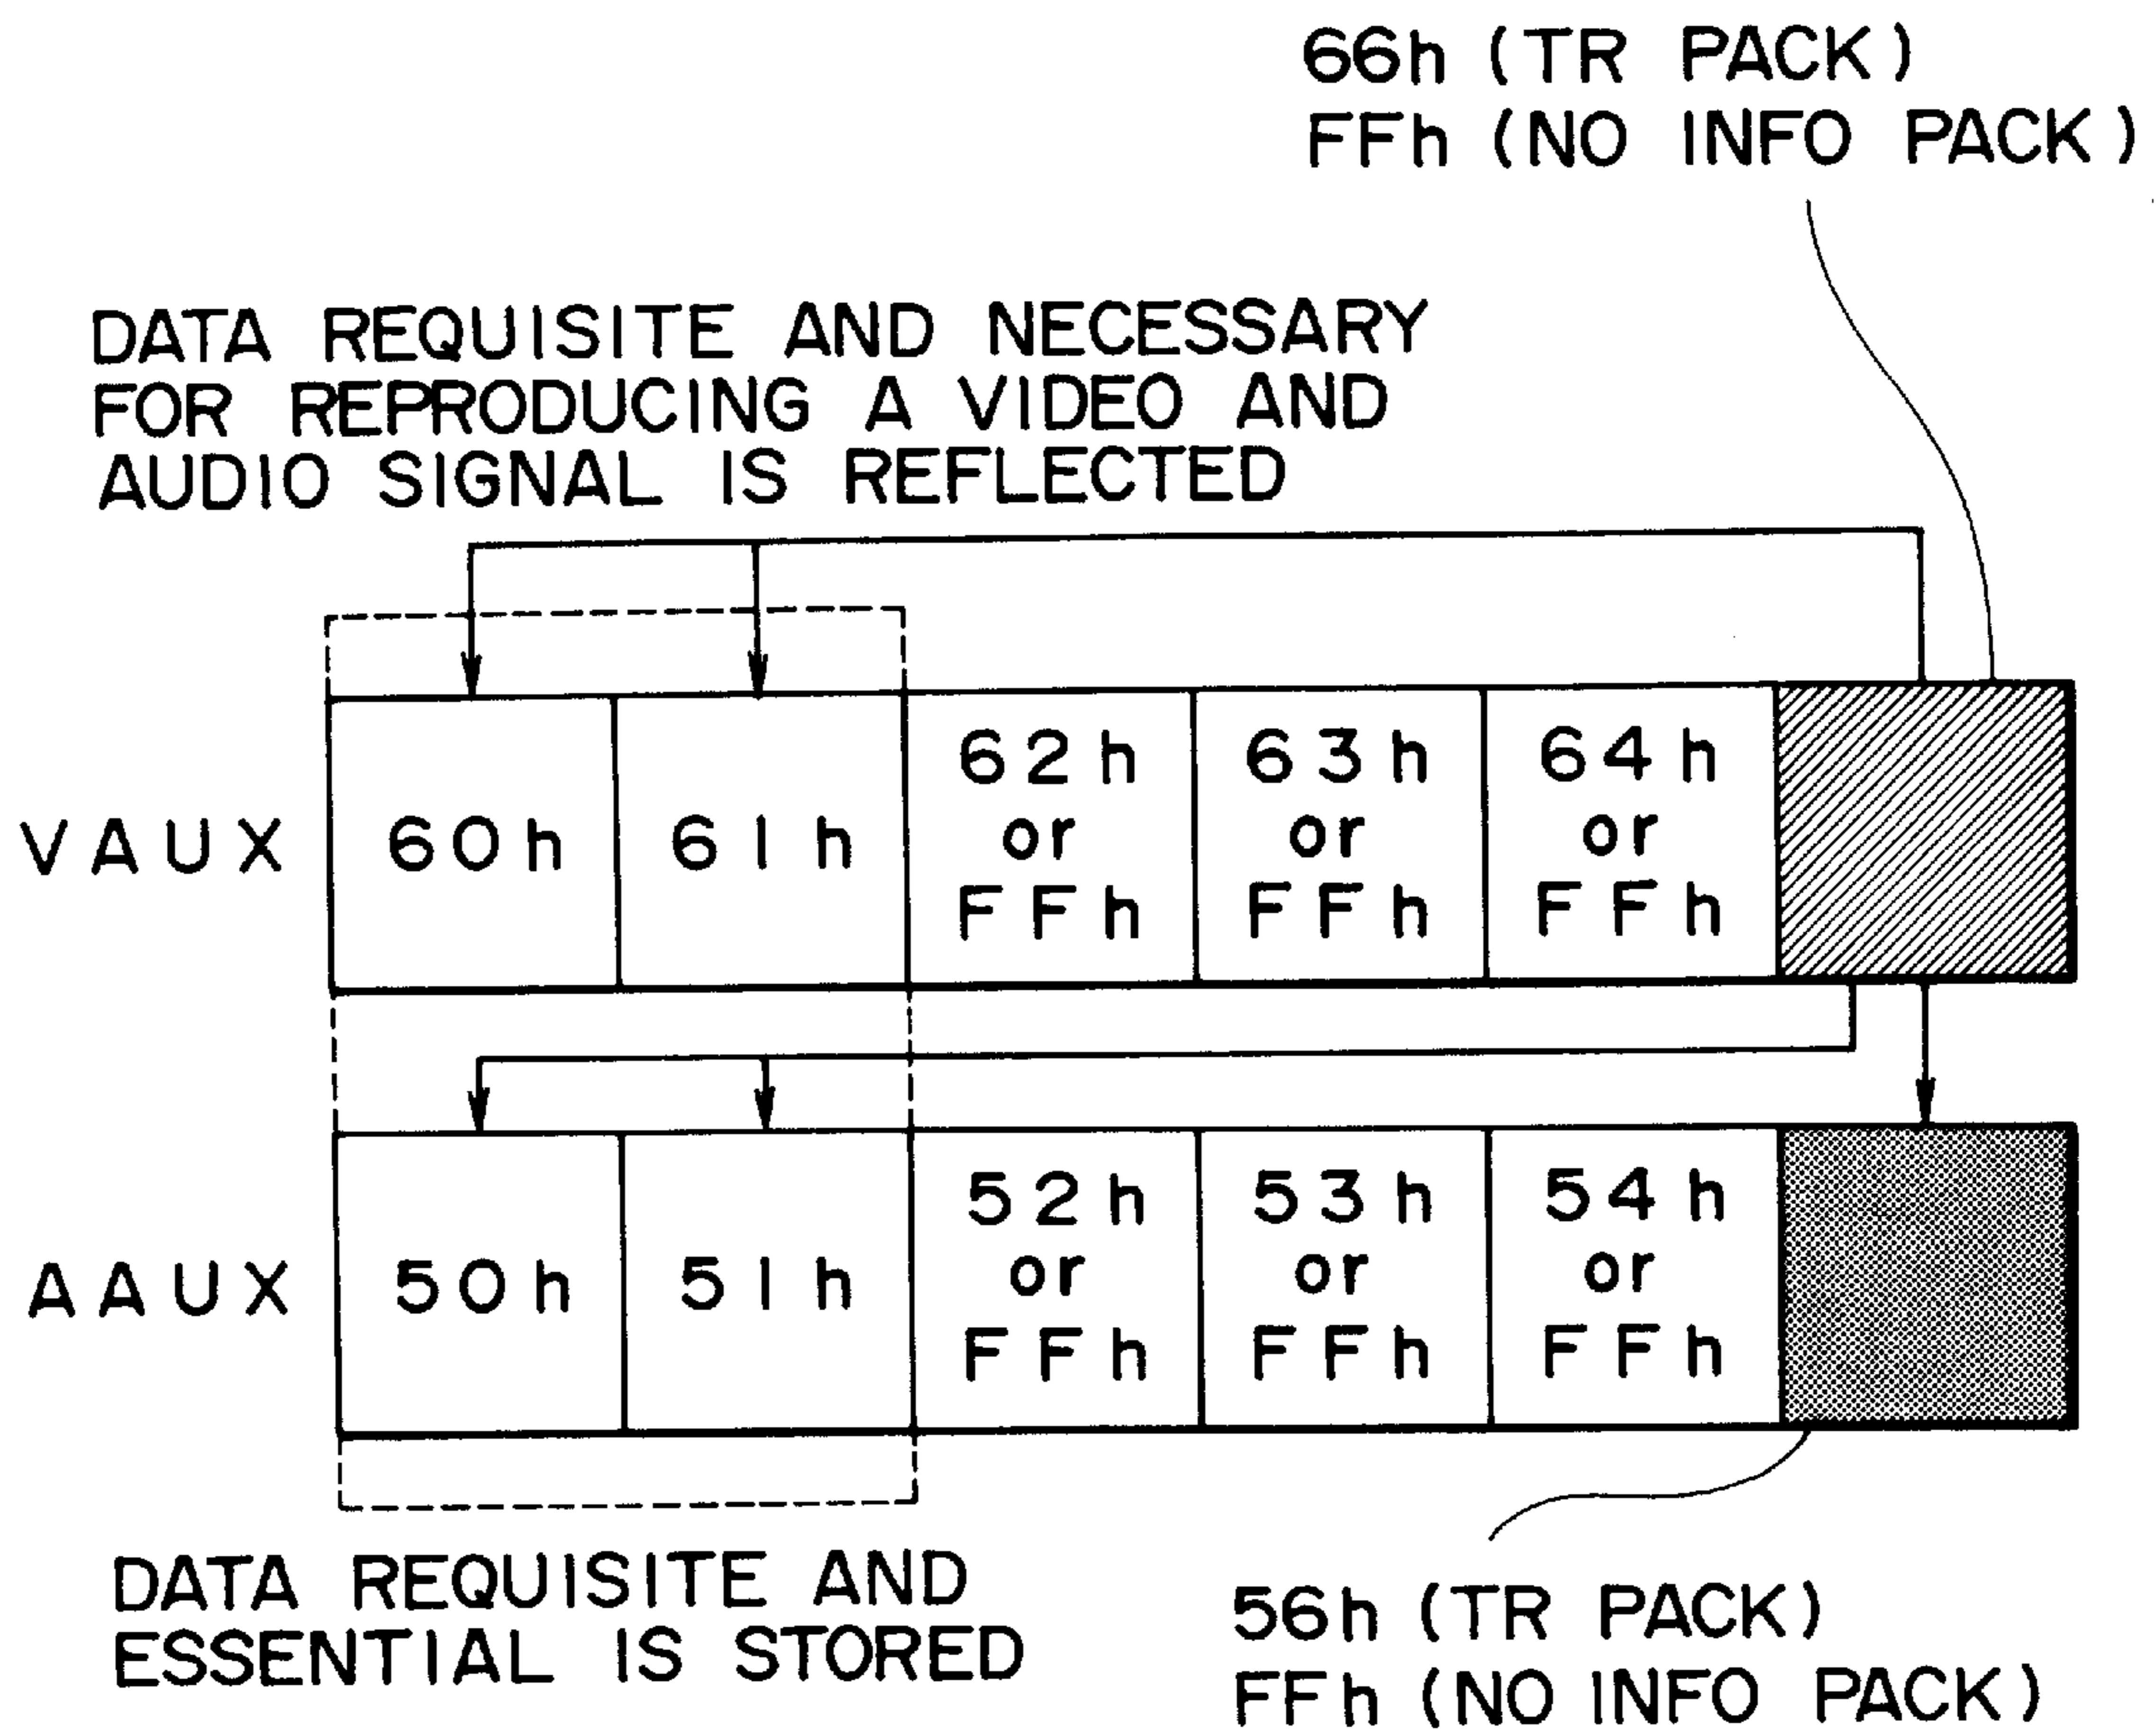 66h (TR PACK)
FFh (NO INFO PACK)
DATA REQUISITE AND NECESSARY
FOR REPRODUCING A VIDEO AND
AUDIO SIGNAL IS REFLECTED
VAUX
60h
61h
62h
or
FFh
63h
or
FFh
64h
or
FFh
AAUX
50h
51h
52h
or
FFh
53h
or
FFh
54h
or
FFh
DATA REQUISITE AND
ESSENTIAL IS STORED
56h (TR PACK)
FFh (NO INFO PACK)